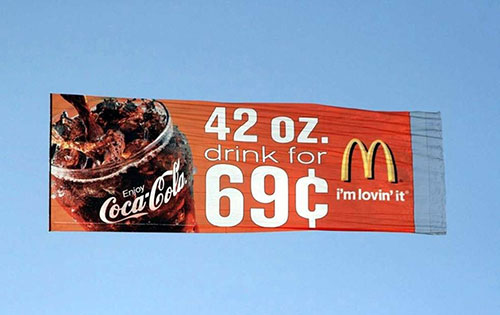 Enjoy
Coca-Cola
42 oz.
drink for
69¢
M
i'm lovin' it®